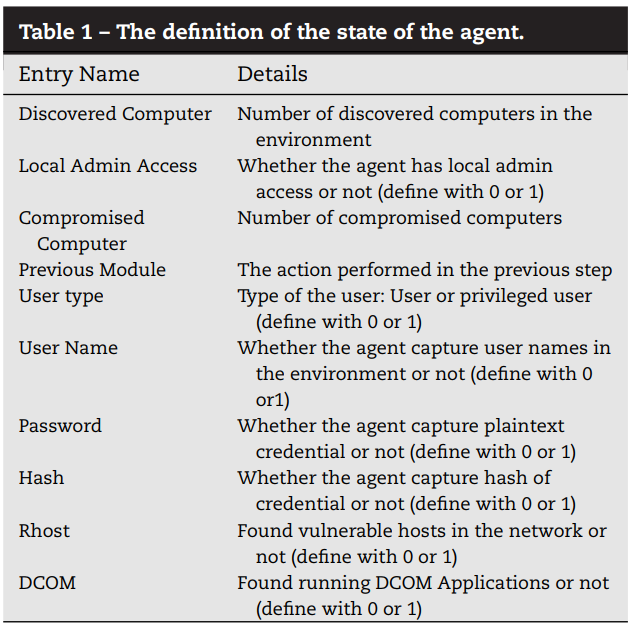 Table 1 – The definition of the state of the agent.
Entry Name Details
Discovered Computer Number of discovered computers in the
environment
Local Admin Access Whether the agent has local admin
access or not (define with 0 or 1)
Compromised Number of compromised computers
Computer
Previous Module The action performed in the previous step
User type Type of the user: User or privileged user
(define with 0 or 1)
User Name Whether the agent capture user names in
the environment or not (define with 0
or1)
Password Whether the agent capture plaintext
credential or not (define with 0 or 1)
Hash Whether the agent capture hash of
credential or not (define with 0 or 1)
Rhost Found vulnerable hosts in the network or
not (define with 0 or 1)
DCOM Found running DCOM Applications or not
(define with 0 or 1)